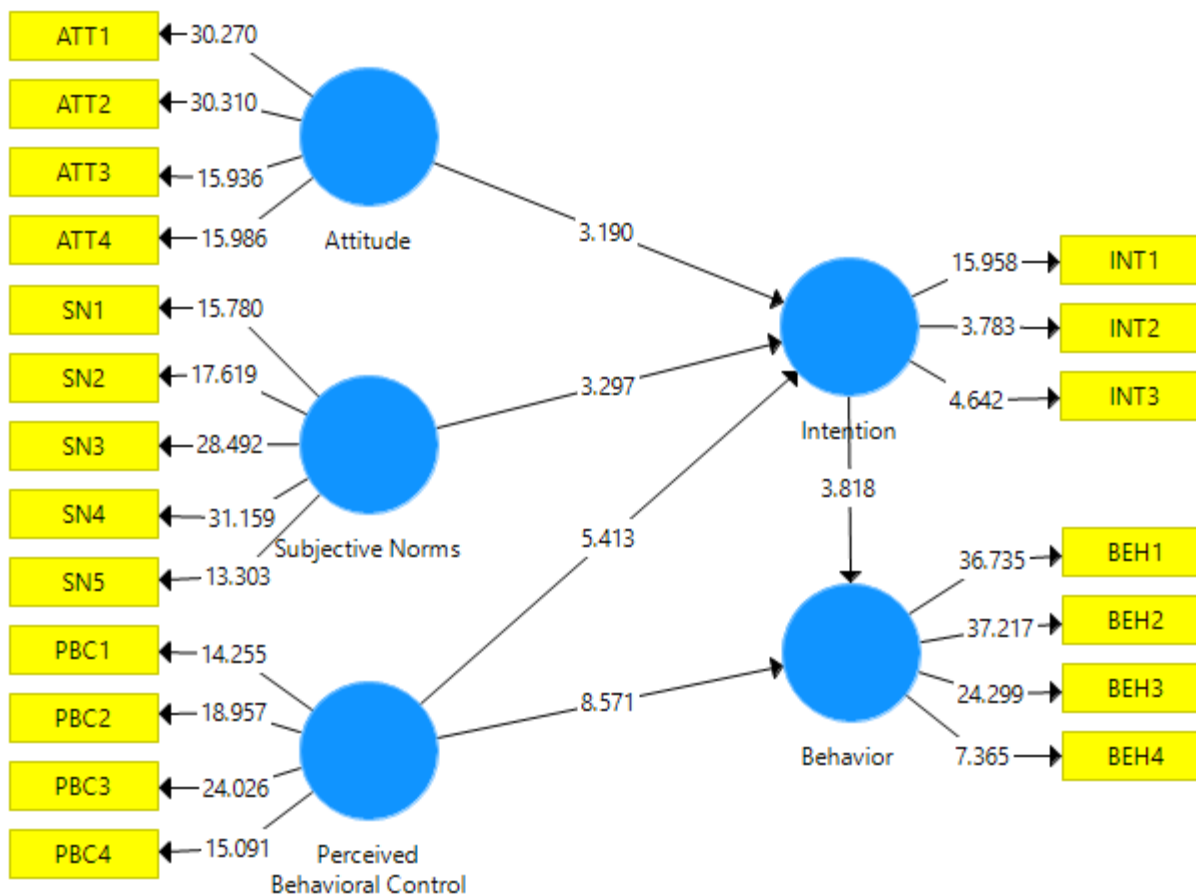 ATT1
30.270
ATT2
30.310
ATT3
15.936
ATT4
15.986
Attitude
SN1
15.780
SN2
17.619
SN3
28.492
SN4
31.159
SN5
13.303
Subjective Norms
PBC1
14.255
PBC2
18.957
PBC3
24.026
PBC4
15.091
Perceived
Behavioral Control
3.190
3.297
5.413
8.571
Intention
3.818
Behavior
15.958
INT1
3.783
INT2
4.642
INT3
36.735
BEH1
37.217
BEH2
24.299
BEH3
7.365
BEH4